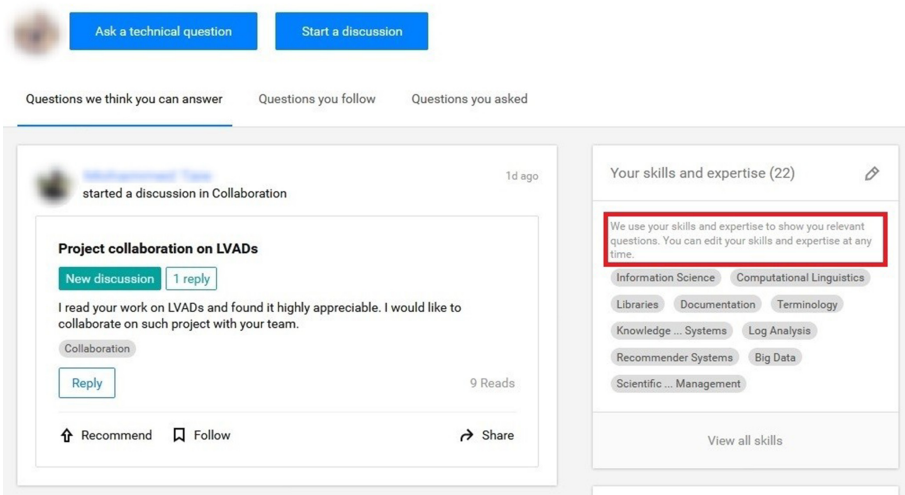 Ask a technical question
Start a discussion
Questions we think you can answer
Questions you follow
Questions you asked
1d ago
started a discussion in Collaboration
Project collaboration on LVADs
New discussion
1 reply
I read your work on LVADs and found it highly appreciable. I would like to
collaborate on such project with your team.
Collaboration
Reply
9 Reads
Recommend
Follow
Share
Your skills and expertise (22)
We use your skills and expertise to show you relevant
questions. You can edit your skills and expertise at any
time.
Information Science
Computational Linguistics
Libraries
Documentation
Terminology
Knowledge ... Systems
Log Analysis
Recommender Systems
Big Data
Scientific ... Management
View all skills